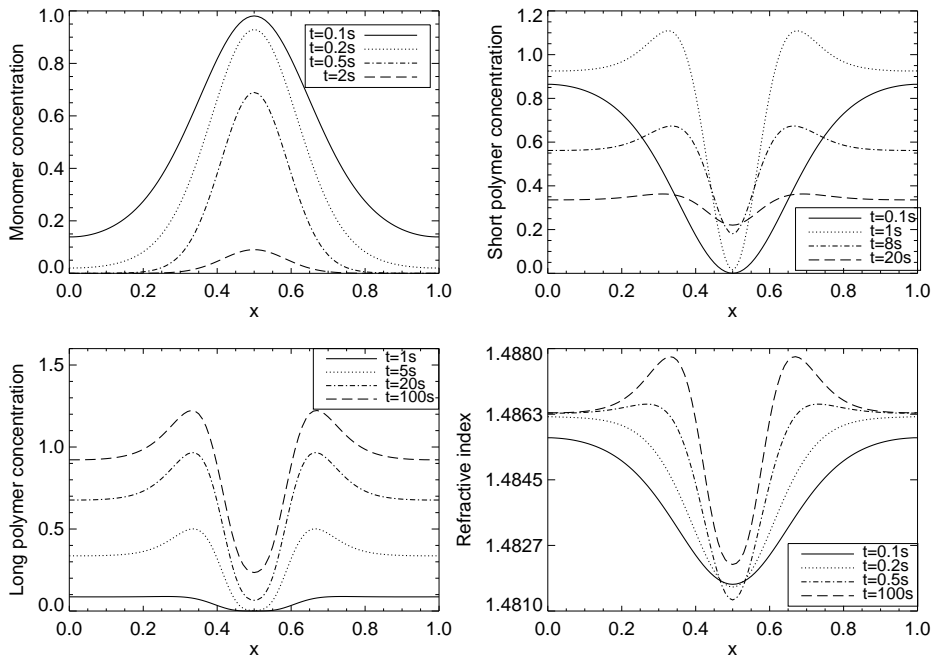 Monomer concentration
1.0
0.8
0.6
0.4
0.2
0.0
t=0.1s
t=0.2s
t=0.5s
t=2s
0.0 0.2 0.4 0.6 0.8 1.0
x
Short polymer concentration
1.2
1.0
0.8
0.6
0.4
0.2
0.0
t=0.1s
t=1s
t=8s
t=20s
0.0 0.2 0.4 0.6 0.8 1.0
x
Long polymer concentration
1.5
1.0
0.5
0.0
t=1s
t=5s
t=20s
t=100s
0.0 0.2 0.4 0.6 0.8 1.0
x
Refractive index
1.4880
1.4863
1.4845
1.4827
1.4810
t=0.1s
t=0.2s
t=0.5s
t=100s
0.0 0.2 0.4 0.6 0.8 1.0
x